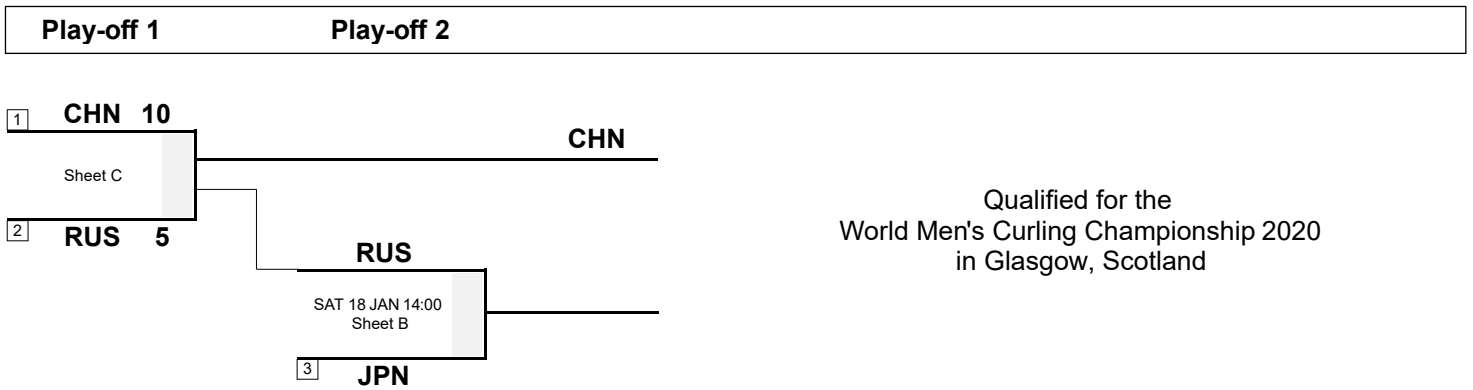 Play-off 1 Play-off 2
1 CHN 10
CHN
Sheet C
2 RUS 5
RUS
SAT 18 JAN 14:00
Sheet B
3 JPN
Qualified for the
World Men's Curling Championship 2020
in Glasgow, Scotland